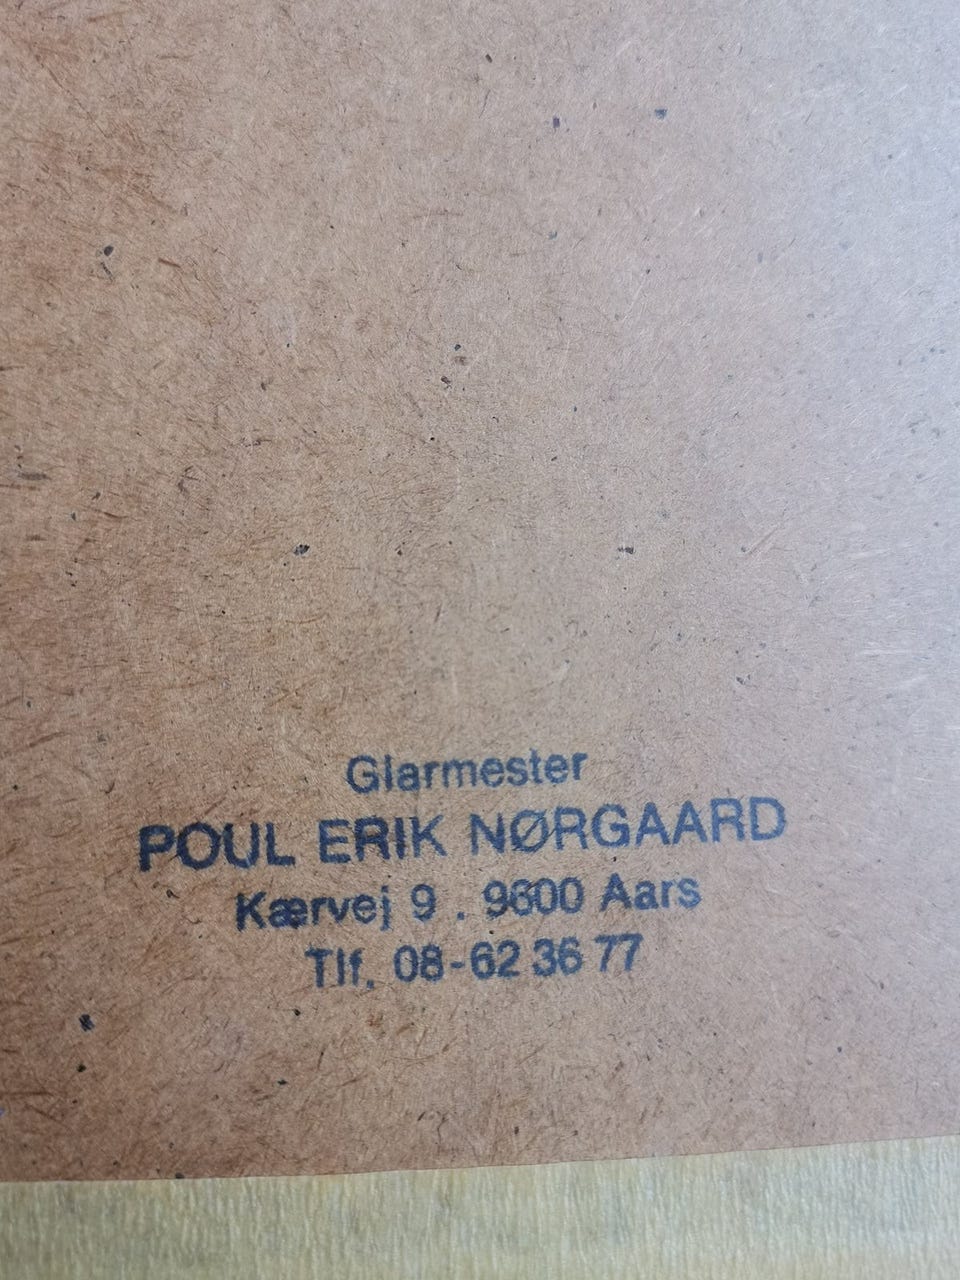 Glarmester
POUL ERIK NØRGAARD
Kærvej 9 . 9600 Aars
Tlf. 08-62 36 77